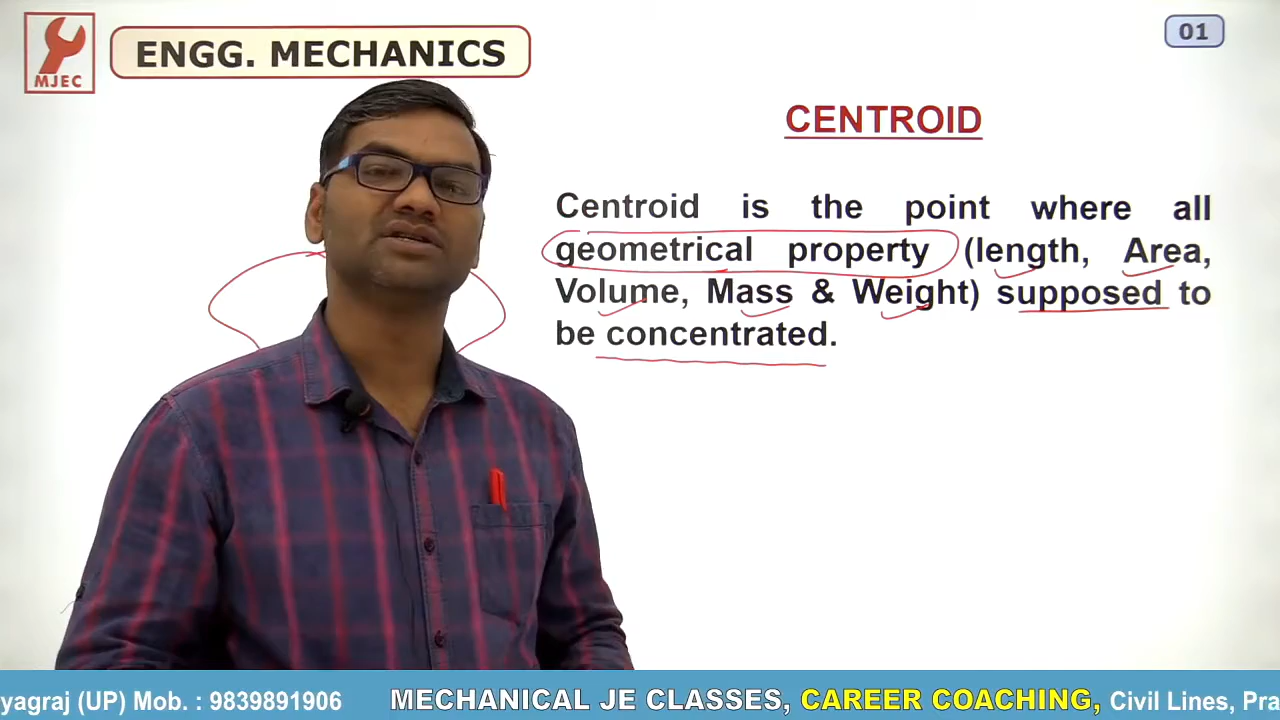 MJEC
ENGG. MECHANICS
01
CENTROID
Centroid is the point where all
geometrical property (length, Area,
Volume, Mass & Weight) supposed to
be concentrated.
yagraj (UP) Mob. : 9839891906 MECHANICAL JE CLASSES, CAREER COACHING, Civil Lines, Pra